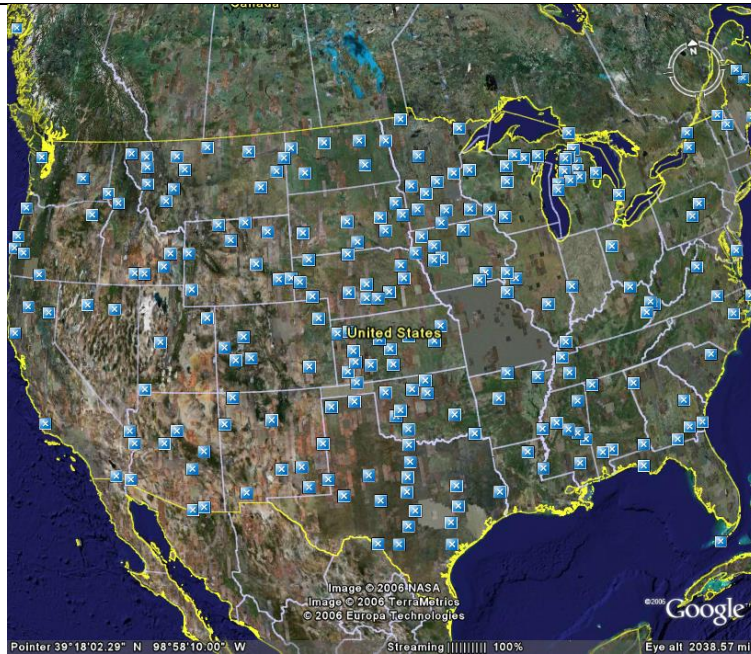 Canada
N
United States
Image © 2006 NASA
Image © 2006 TerraMetrics
© 2006 Europa Technologies
©2006 Google
Pointer 39°18'02.29" N 98°58'10.00" W Streaming |||||||||| 100% Eye alt 2038.57 mi